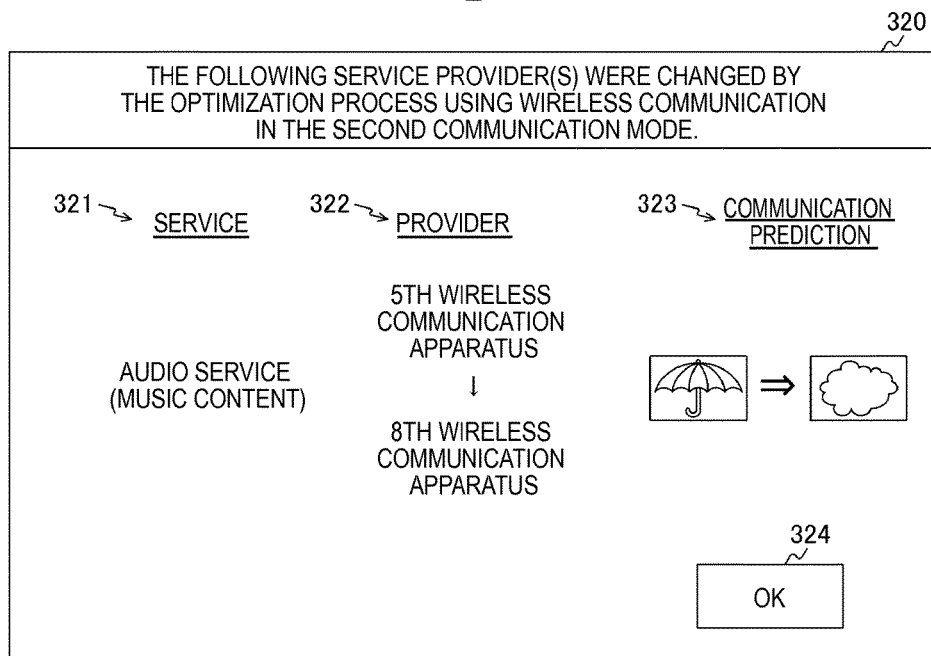 320
THE FOLLOWING SERVICE PROVIDER(S) WERE CHANGED BY
THE OPTIMIZATION PROCESS USING WIRELESS COMMUNICATION
IN THE SECOND COMMUNICATION MODE.
321 SERVICE 322 PROVIDER 323 COMMUNICATION
PREDICTION
5TH WIRELESS
COMMUNICATION
APPARATUS
AUDIO SERVICE
(MUSIC CONTENT)
↓
⇒
8TH WIRELESS
COMMUNICATION
APPARATUS
324
OK